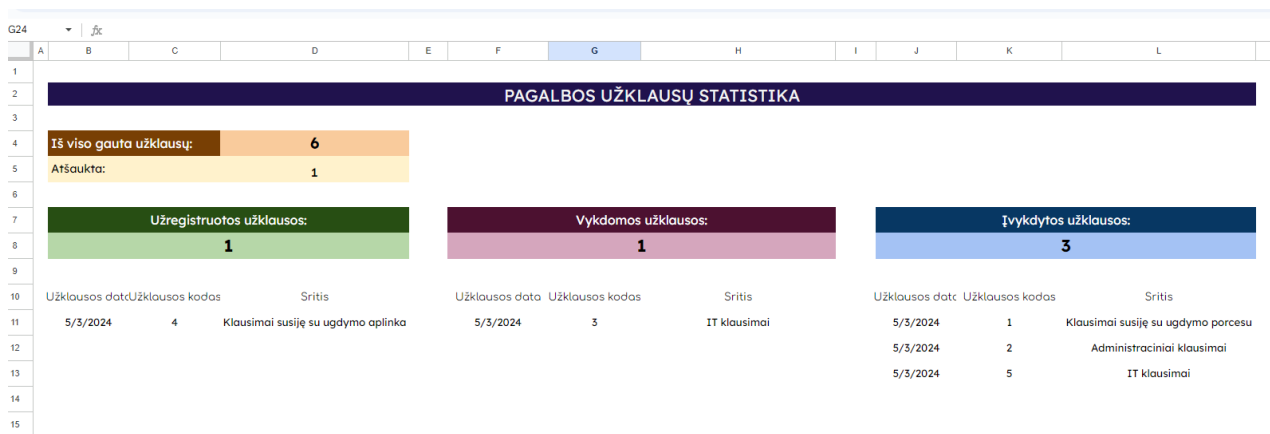 G24 fx
A B C D E F G H I J K L
1
2 PAGALBOS UŽKLAUSŲ STATISTIKA
3
4 Iš viso gauta užklausų: 6
5 Atšaukta: 1
6
7 Užregistruotos užklausos: Vykdomos užklausos: Įvykdytos užklausos:
8 1 1 3
9
10 Užklausos datc Užklausos kodas Sritis Užklausos data Užklausos kodas Sritis Užklausos datc Užklausos kodas Sritis
11 5/3/2024 4 Klausimai susiję su ugdymo aplinka 5/3/2024 3 IT klausimai 5/3/2024 1 Klausimai susiję su ugdymo porcesu
12 5/3/2024 2 Administraciniai klausimai
13 5/3/2024 5 IT klausimai
14
15